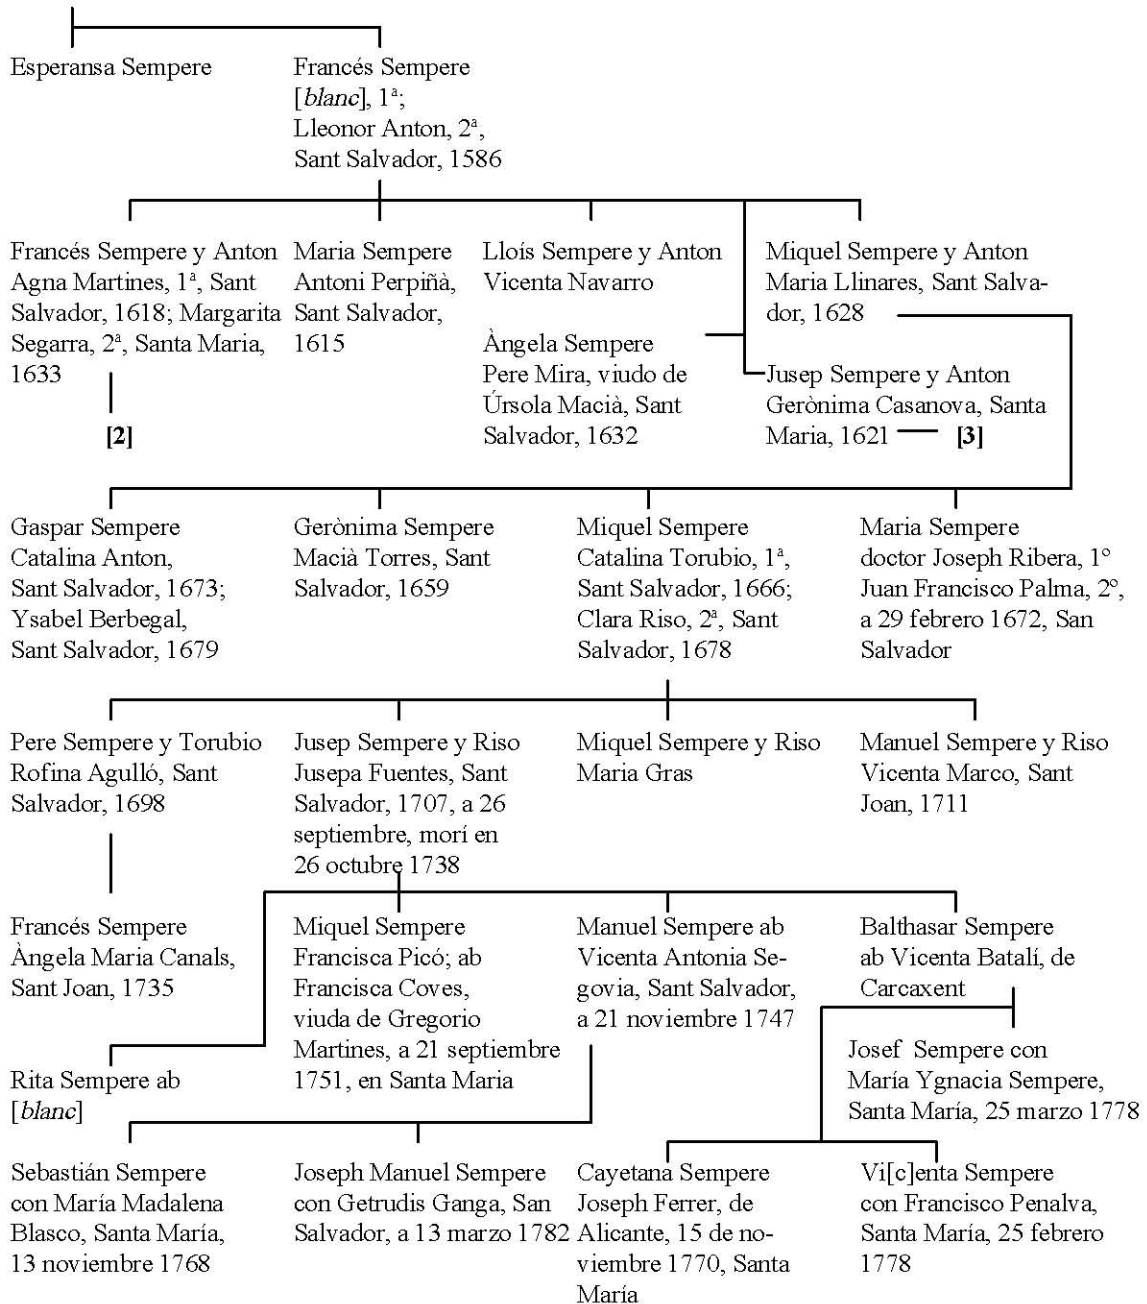 Esperansa Sempere
Francés Sempere
[blanc], 1ª;
Lleonor Anton, 2ª,
Sant Salvador, 1586
Francés Sempere y Anton
Agna Martines, 1ª, Sant
Salvador, 1618; Margarita
Segarra, 2ª, Santa Maria,
1633
[2]
Maria Sempere
Antoni Perpiñà,
Sant Salvador,
1615
Lloís Sempere y Anton
Vicenta Navarro
Àngela Sempere
Pere Mira, viudo de
Úrsola Macià, Sant
Salvador, 1632
Miquel Sempere y Anton
Maria Llinares, Sant Salva-
dor, 1628
Jusep Sempere y Anton
Gerònima Casanova, Santa
Maria, 1621
[3]
Gaspar Sempere
Catalina Anton,
Sant Salvador, 1673;
Ysabel Berbegal,
Sant Salvador, 1679
Gerònima Sempere
Macià Torres, Sant
Salvador, 1659
Miquel Sempere
Catalina Torubio, 1ª,
Sant Salvador, 1666;
Clara Riso, 2ª, Sant
Salvador, 1678
Maria Sempere
doctor Joseph Ribera, 1º
Juan Francisco Palma, 2º,
a 29 febrero 1672, San
Salvador
Pere Sempere y Torubio
Rofina Agulló, Sant
Salvador, 1698
Jusep Sempere y Riso
Jusepa Fuentes, Sant
Salvador, 1707, a 26
septiembre, morí en
26 octubre 1738
Miquel Sempere y Riso
Maria Gras
Manuel Sempere y Riso
Vicenta Marco, Sant
Joan, 1711
Francés Sempere
Àngela Maria Canals,
Sant Joan, 1735
Miquel Sempere
Francisca Picó; ab
Francisca Coves,
viuda de Gregorio
Martines, a 21 septiembre
1751, en Santa Maria
Manuel Sempere ab
Vicenta Antonia Se-
govia, Sant Salvador,
a 21 noviembre 1747
Balthasar Sempere
ab Vicenta Batalí, de
Carcaxent
Rita Sempere ab
[blanc]
Josef Sempere con
María Ygnacia Sempere,
Santa María, 25 marzo 1778
Sebastián Sempere
con María Madalena
Blasco, Santa María,
13 noviembre 1768
Joseph Manuel Sempere
con Getrudis Ganga, San
Salvador, a 13 marzo 1782
Cayetana Sempere
Joseph Ferrer, de
Alicante, 15 de no-
viembre 1770, Santa
María
Vi[c]enta Sempere
con Francisco Penalva,
Santa María, 25 febrero
1778